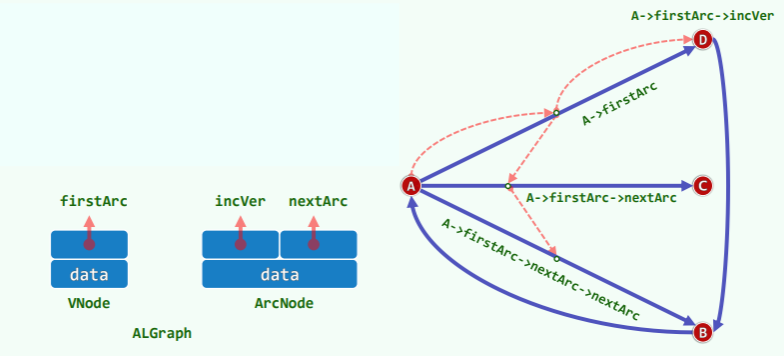 A->firstArc->incVer
D
A->firstArc
A
C
A->firstArc->nextArc
A->firstArc->nextArc->nextArc
B
firstArc
incVer nextArc
data
data
VNode
ArcNode
ALGraph